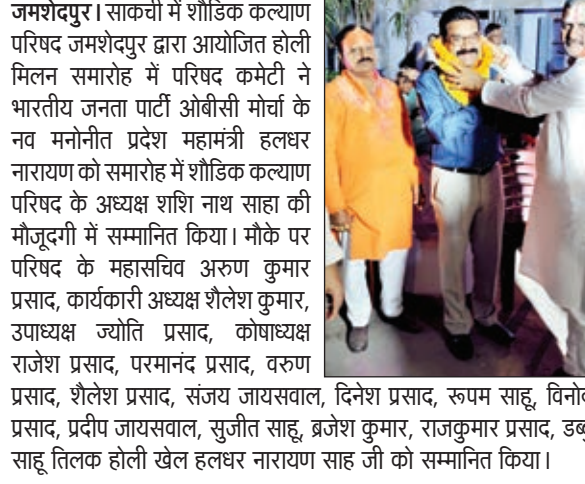 जमशेदपुर। साकची में शौंडिक कल्याण
परिषद जमशेदपुर द्वारा आयोजित होली
मिलन समारोह में परिषद कमेटी ने
भारतीय जनता पार्टी ओबीसी मोर्चा के
नव मनोनीत प्रदेश महामंत्री हलधर
नारायण को समारोह में शौडिक कल्याण
परिषद के अध्यक्ष शशि नाथ साहा की
मौजूदगी में सम्मानित किया। मौके पर
परिषद के महासचिव अरुण कुमार
प्रसाद, कार्यकारी अध्यक्ष शैलेश कुमार,
उपाध्यक्ष ज्योति प्रसाद, कोषाध्यक्ष
राजेश प्रसाद, परमानंद प्रसाद, वरुण
प्रसाद, शैलेश प्रसाद, संजय जायसवाल, दिनेश प्रसाद, रूपम साहू,
प्रसाद, प्रदीप जायसवाल, सुजीत साहू, ब्रजेश कुमार, राजकुमार प्रसाद,
साहू तिलक होली खेल हलधर नारायण साह जी को सम्मानित किया।